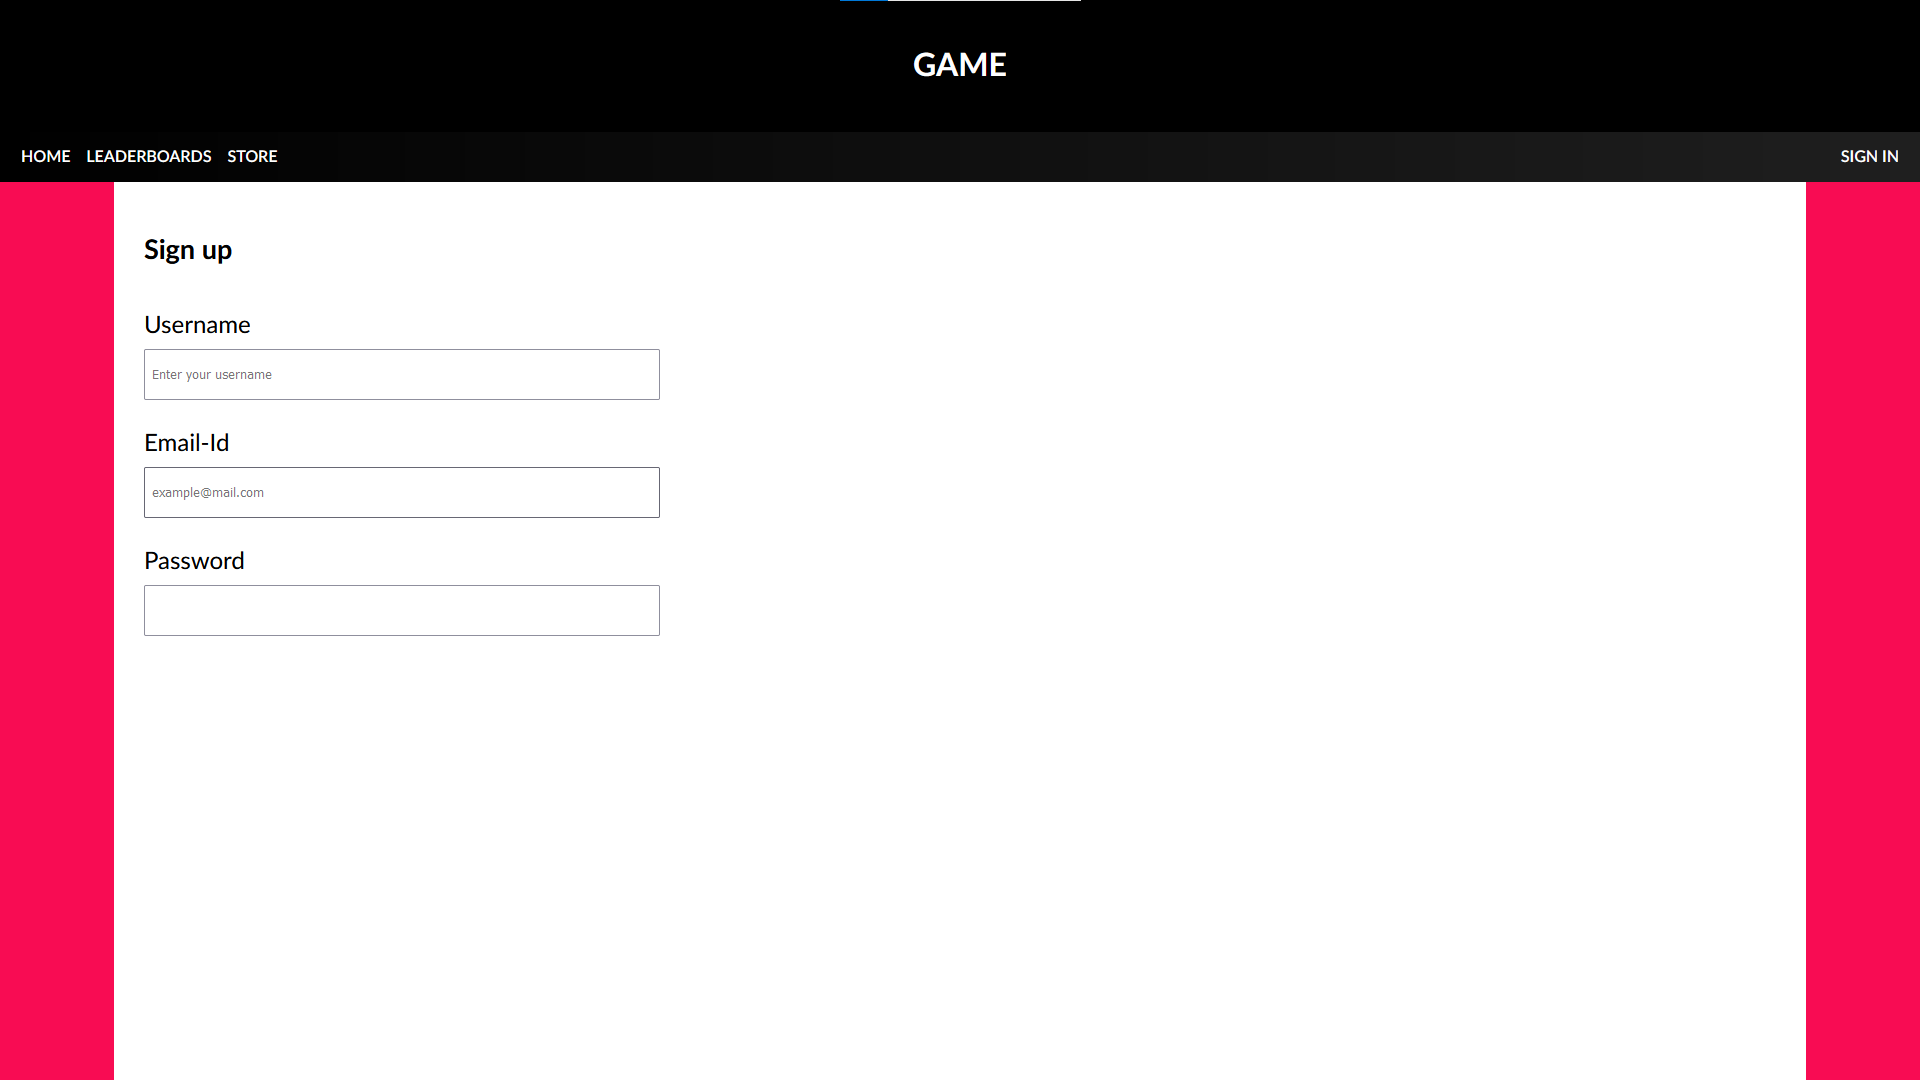 GAME
HOME LEADERBOARDS STORE SIGN IN
Sign up
Username
Enter your username
Email-Id
example@mail.com
Password